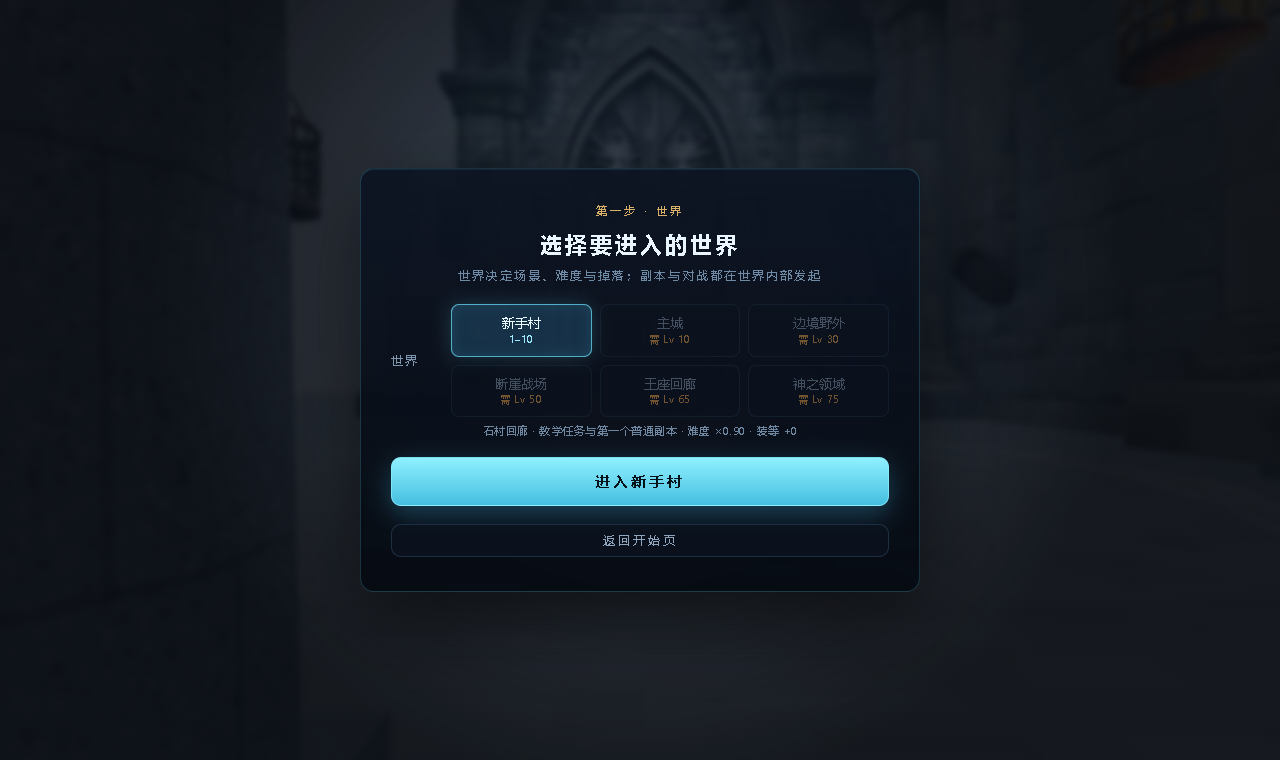 第一步 · 世界
选择要进入的世界
世界决定场景、难度与掉落；副本与对战都在世界内部发起
世界
新手村
1–10
主城
需 Lv 10
边境野外
需 Lv 30
断崖战场
需 Lv 50
王座回廊
需 Lv 65
神之领域
需 Lv 75
石村回廊 · 教学任务与第一个普通副本 · 难度 ×0.90 · 装等 +0
进入新手村
返回开始页